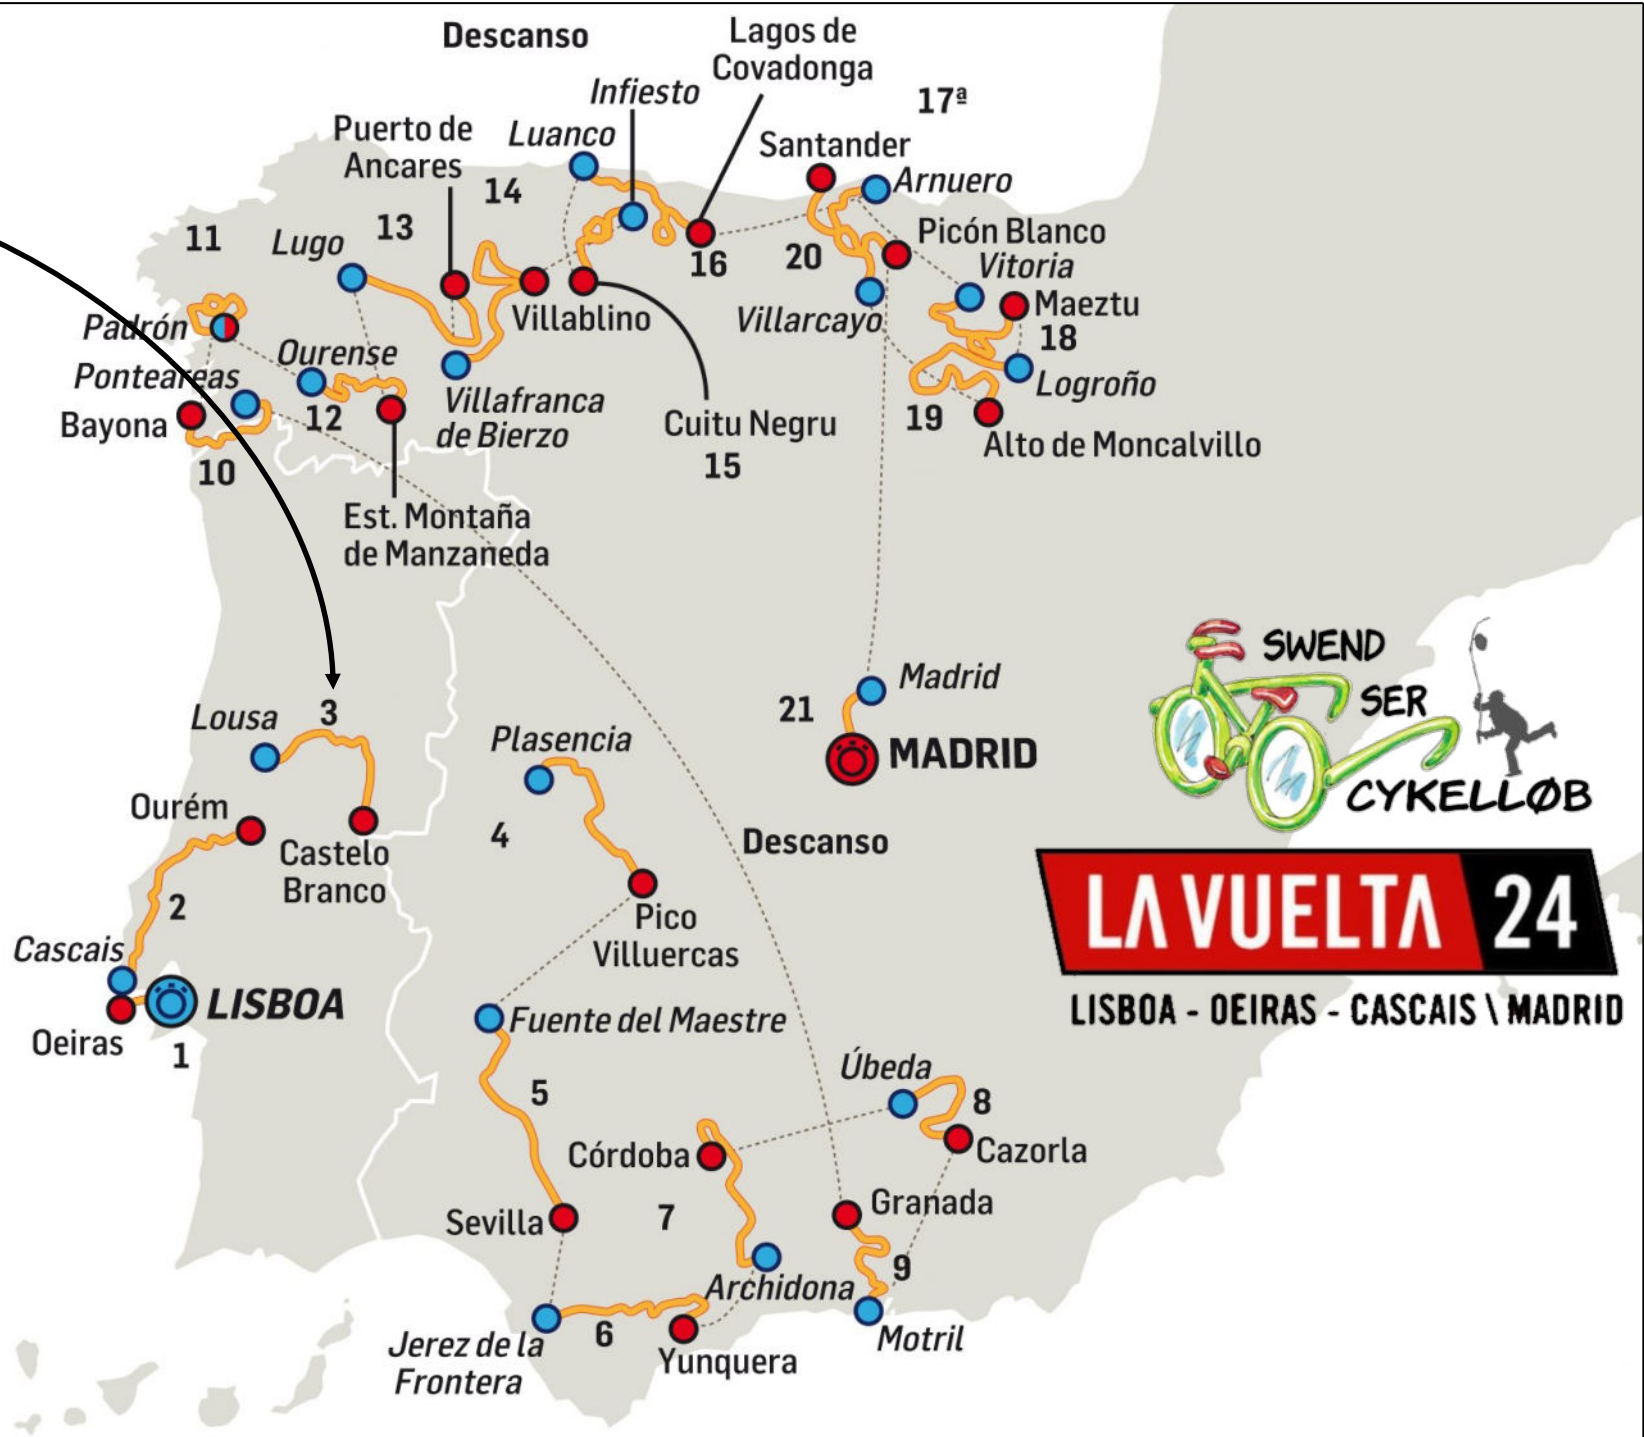 Descanso
Lagos de
Covadonga
Infiesto
17ª
Puerto de
Ancares
Luanco
Santander
Arnuero
14
13
11
Lugo
Picón Blanco
20
16
Vitoria
Villablino
Villarcayo
Maeztu
18
Padrón
Ourense
Ponteareas
Logroño
Bayona
12
Villafranca
de Bierzo
Cuitu Negru
15
19
Alto de Moncalvillo
10
Est. Montaña
de Manzaneda
SWEND
SER
CYKELLØB
Madrid
21
MADRID
Lousa
3
Plasencia
Ourém
4
Descanso
Castelo
Branco
2
Pico
Villuercas
LA VUELTA 24
LISBOA - OEIRAS - CASCAIS \ MADRID
Cascais
LISBOA
Oeiras
1
Fuente del Maestre
Úbeda
5
8
Córdoba
Cazorla
Sevilla
7
Granada
9
Archidona
Jerez de la
Frontera
6
Yunquera
Motril